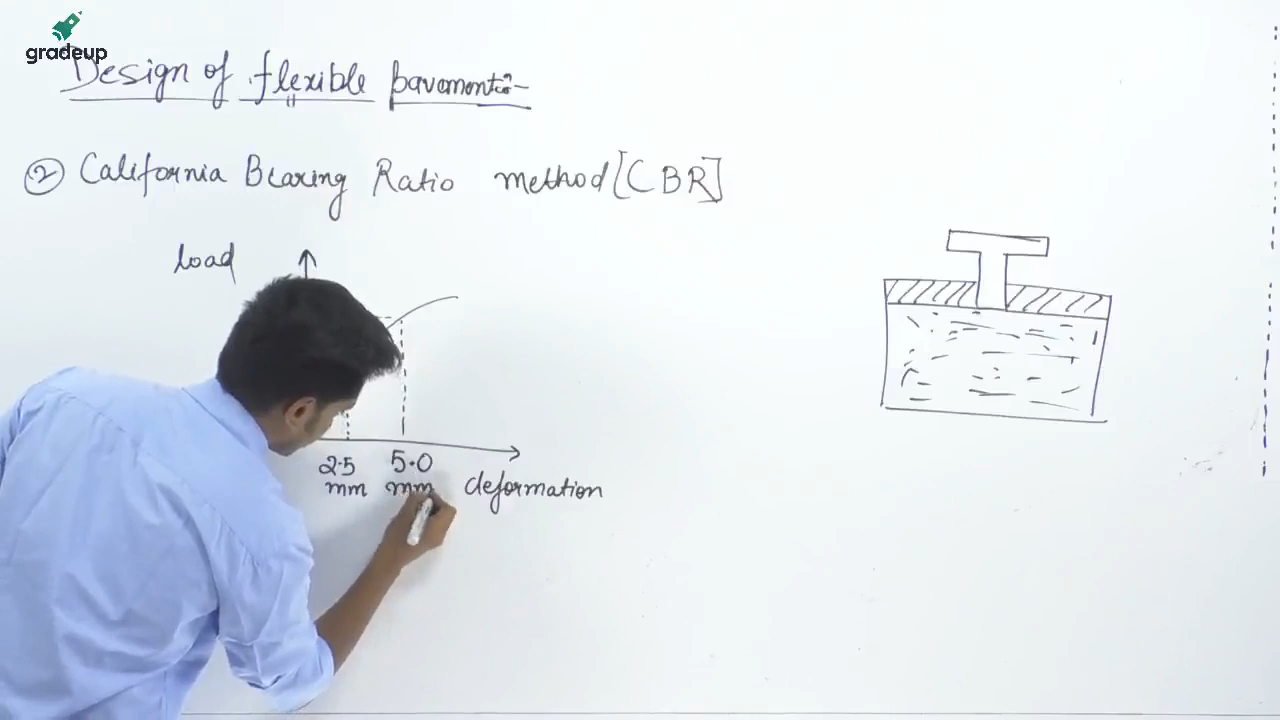 gradeup
Design of flexible pavements:-
② California Bearing Ratio method [CBR]
load
2.5 5.0
mm mm deformation